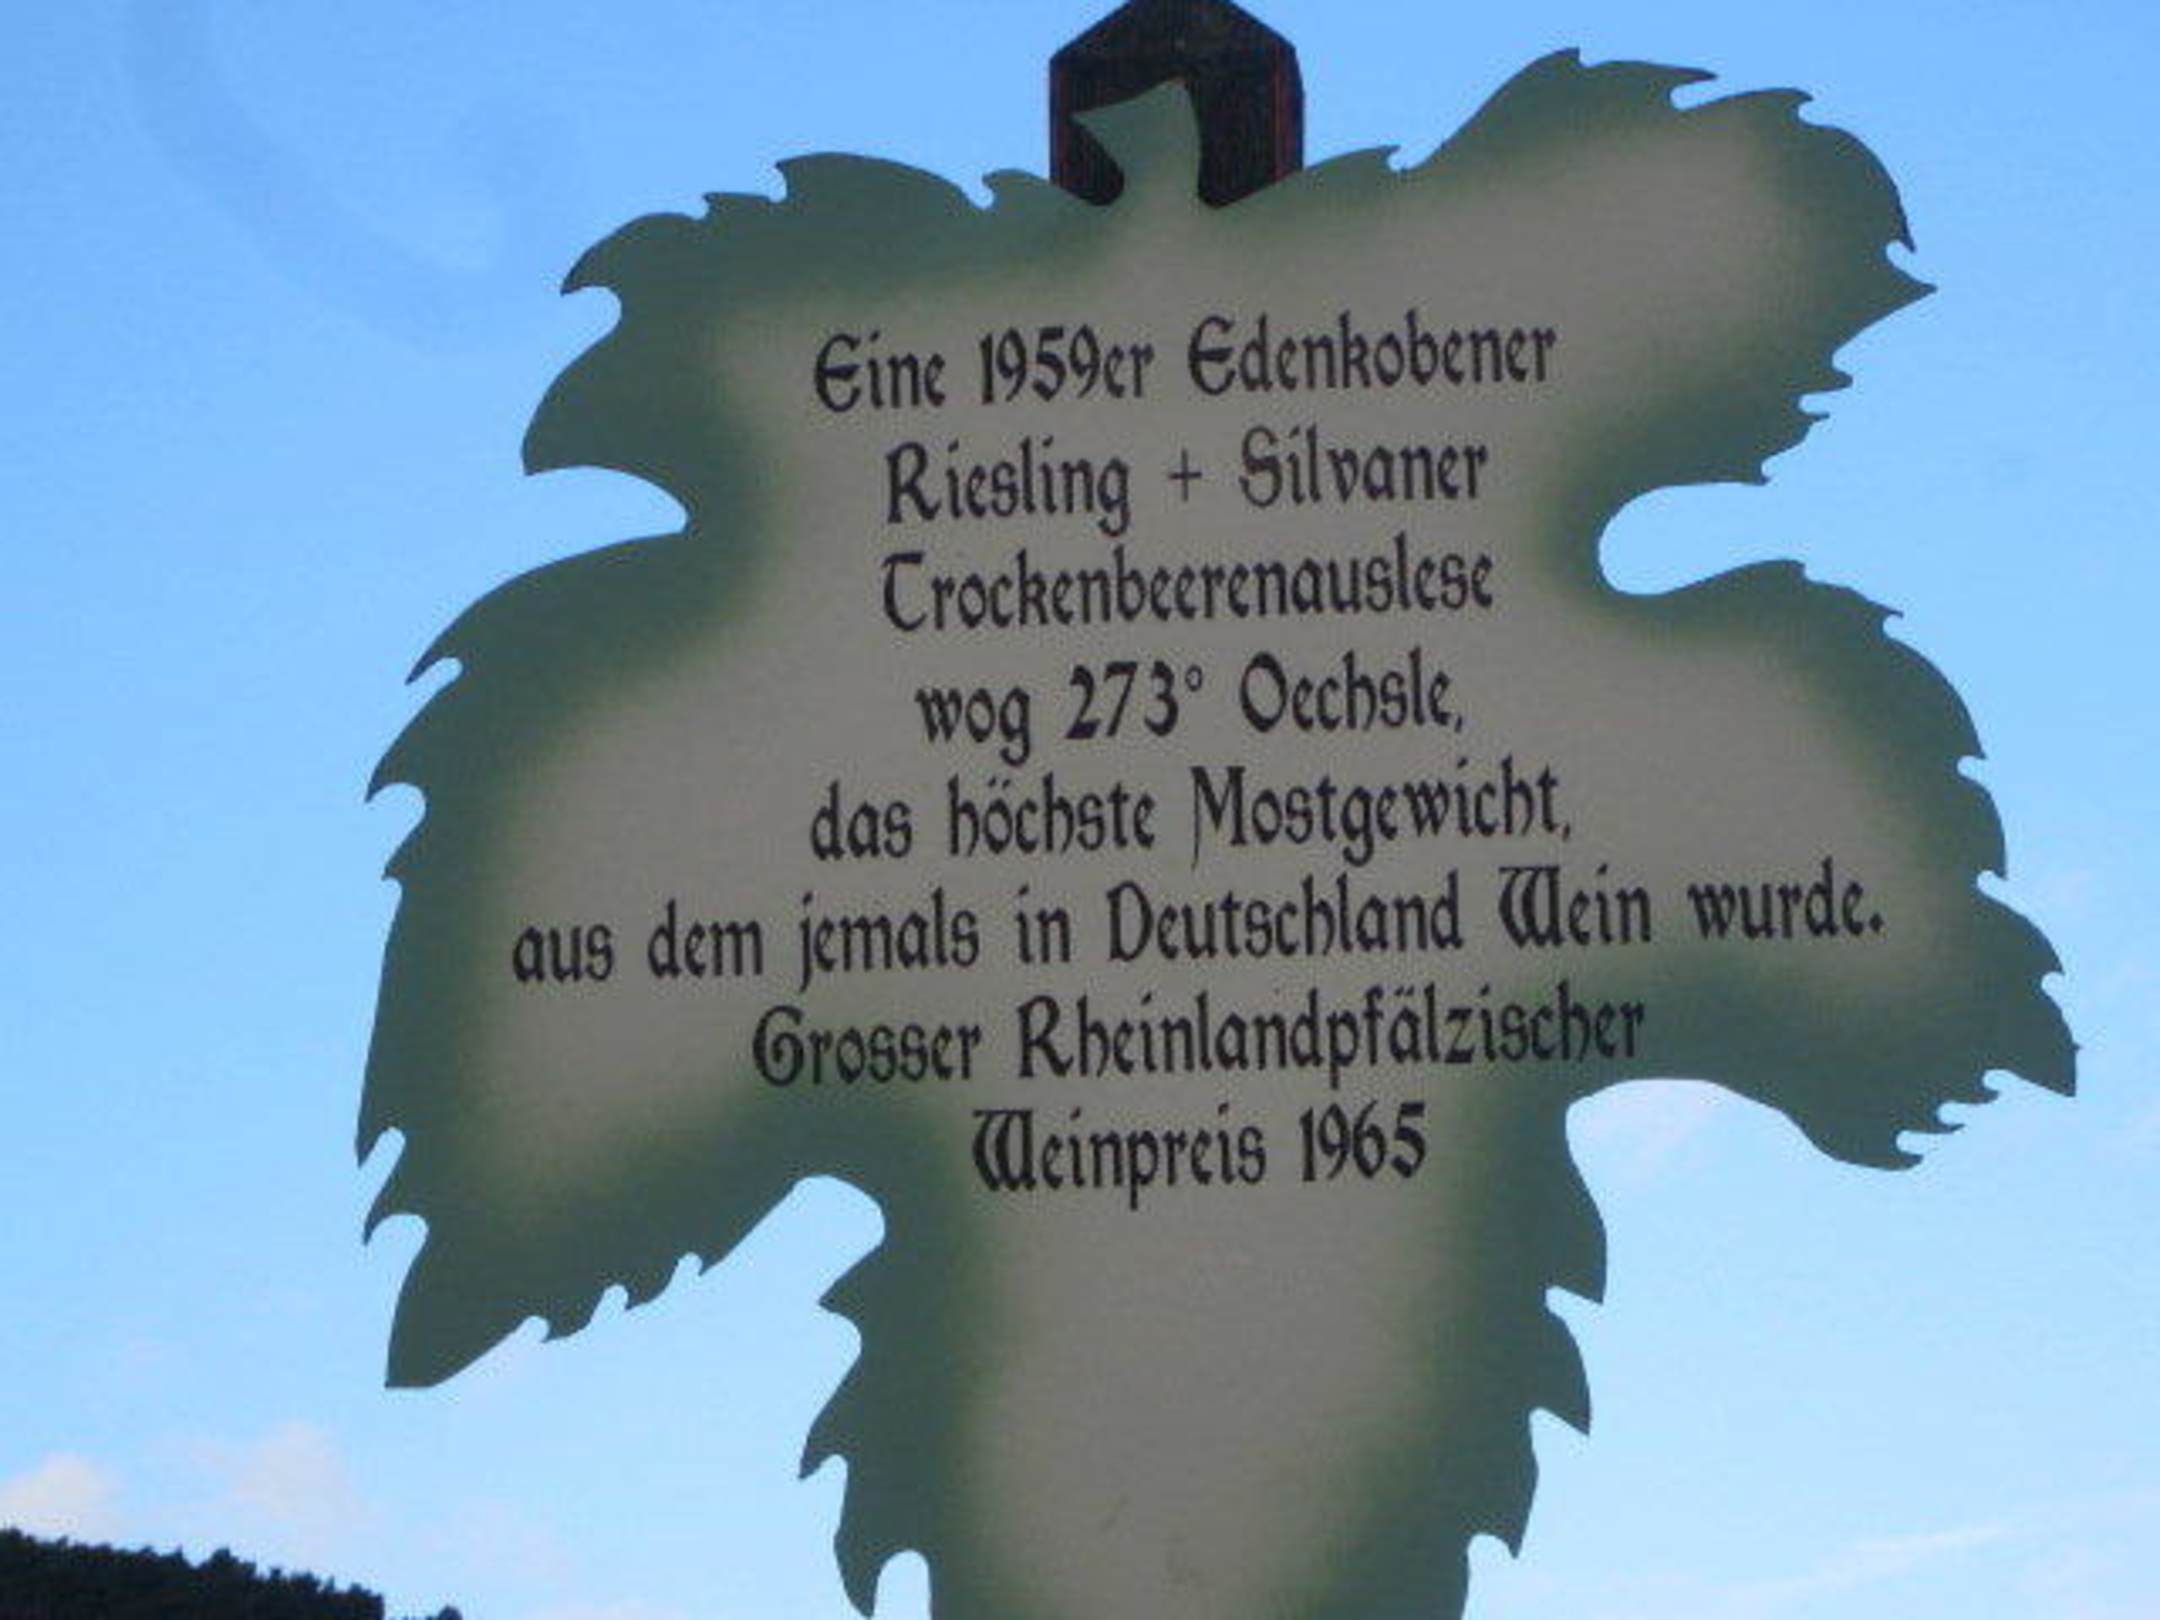 Eine 1959er Edenkobener
Riesling + Silvaner
Trockenbeerenauslese
wog 273° Oechsle,
das höchste Mostgewicht,
aus dem jemals in Deutschland Wein wurde.
Grosser Rheinlandpfälzischer
Weinpreis 1965